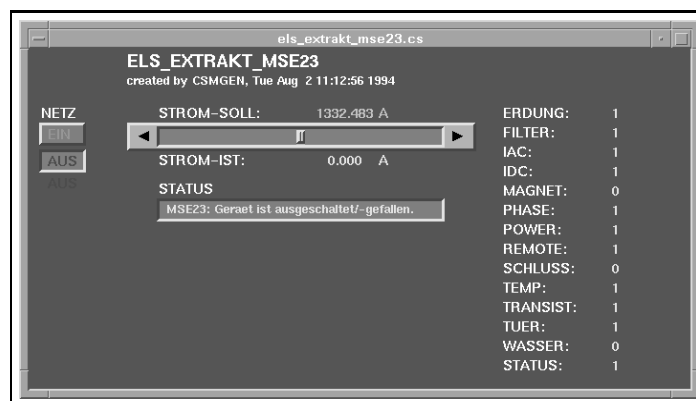 els_extrakt_mse23.cs
ELS_EXTRAKT_MSE23
created by CSMGEN, Tue Aug 2 11:12:56 1994
NETZ
EIN
AUS
AUS
STROM-SOLL: 1332.483 A
STROM-IST: 0.000 A
STATUS
MSE23: Geraet ist ausgeschaltet/-gefallen.
ERDUNG: 1
FILTER: 1
IAC: 1
IDC: 1
MAGNET: 0
PHASE: 1
POWER: 1
REMOTE: 1
SCHLUSS: 0
TEMP: 1
TRANSIST: 1
TUER: 1
WASSER: 0
STATUS: 1